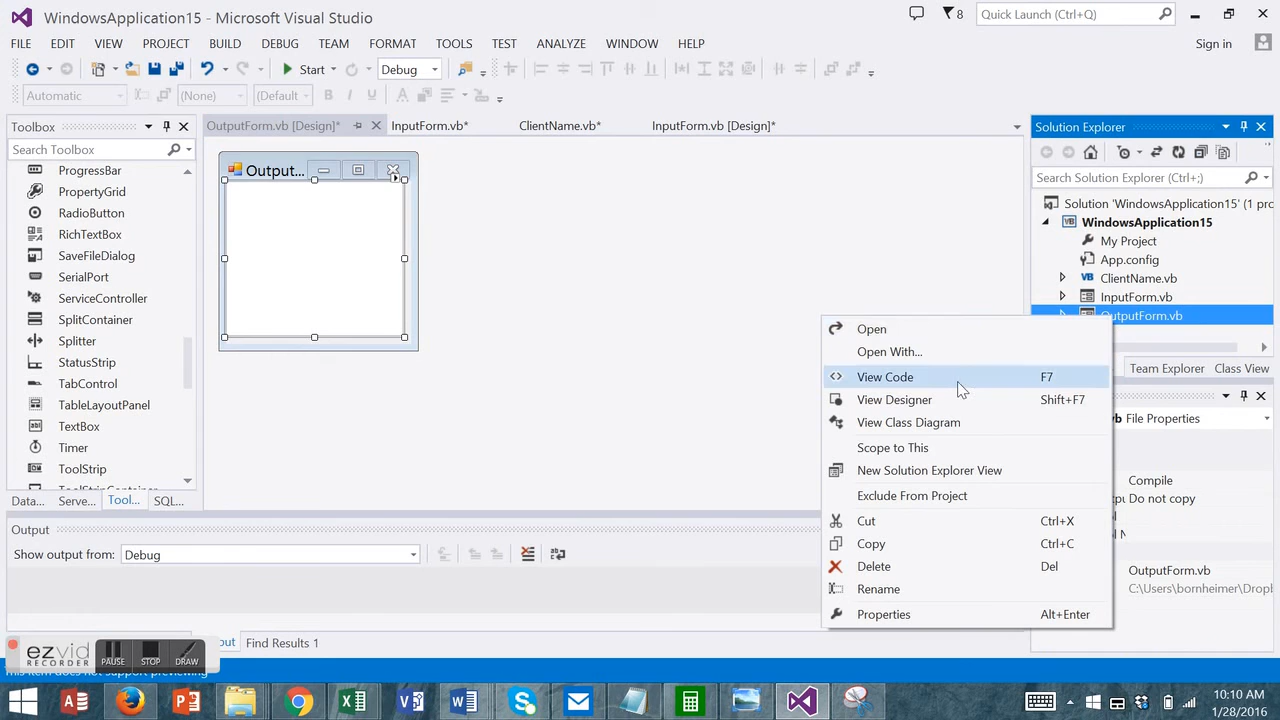 WindowsApplication15 - Microsoft Visual Studio
8
Quick Launch (Ctrl+Q)
FILE EDIT VIEW PROJECT BUILD DEBUG TEAM FORMAT TOOLS TEST ANALYZE WINDOW HELP
Sign in
Start
Debug
Automatic
(None)
(Default
Toolbox
OutputForm.vb [Design]*
InputForm.vb*
ClientName.vb*
InputForm.vb [Design]*
Solution Explorer
Search Toolbox
ProgressBar
PropertyGrid
RadioButton
RichTextBox
SaveFileDialog
SerialPort
ServiceController
SplitContainer
Splitter
StatusStrip
TabControl
TableLayoutPanel
TextBox
Timer
ToolStrip
ToolStripContainer
Data... Serve... Tool... SQL...
Output...
Search Solution Explorer (Ctrl+;)
Solution 'WindowsApplication15' (1 pro
WindowsApplication15
My Project
App.config
ClientName.vb
InputForm.vb
OutputForm.vb
Team Explorer Class View
Open
Open With...
View Code F7
View Designer Shift+F7
View Class Diagram
Scope to This
New Solution Explorer View
Exclude From Project
Cut Ctrl+X
Copy Ctrl+C
Delete Del
Rename
Properties Alt+Enter
File Properties
Compile
Do not copy
OutputForm.vb
C:\Users\bornheimer\Dropb
Output
Show output from: Debug
Find Results 1
ezvid
RECORDER
PAUSE STOP DRAW
This item does not support previewing
10:10 AM
1/28/2016